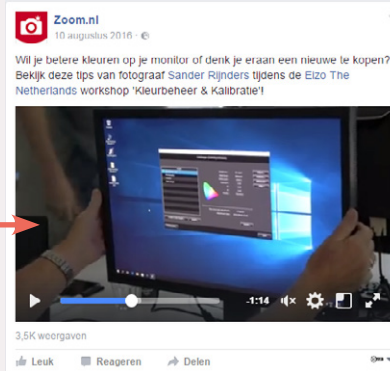 Zoom.nl
10 augustus 2016 ·
Wil je betere kleuren op je monitor of denk je eraan een nieuwe te kopen?
Bekijk deze tips van fotograaf Sander Rijnders tijdens de Eizo The
Netherlands workshop 'Kleurbeheer & Kalibratie'!
-1:14
3,5K weergaven
Leuk Reageren Delen